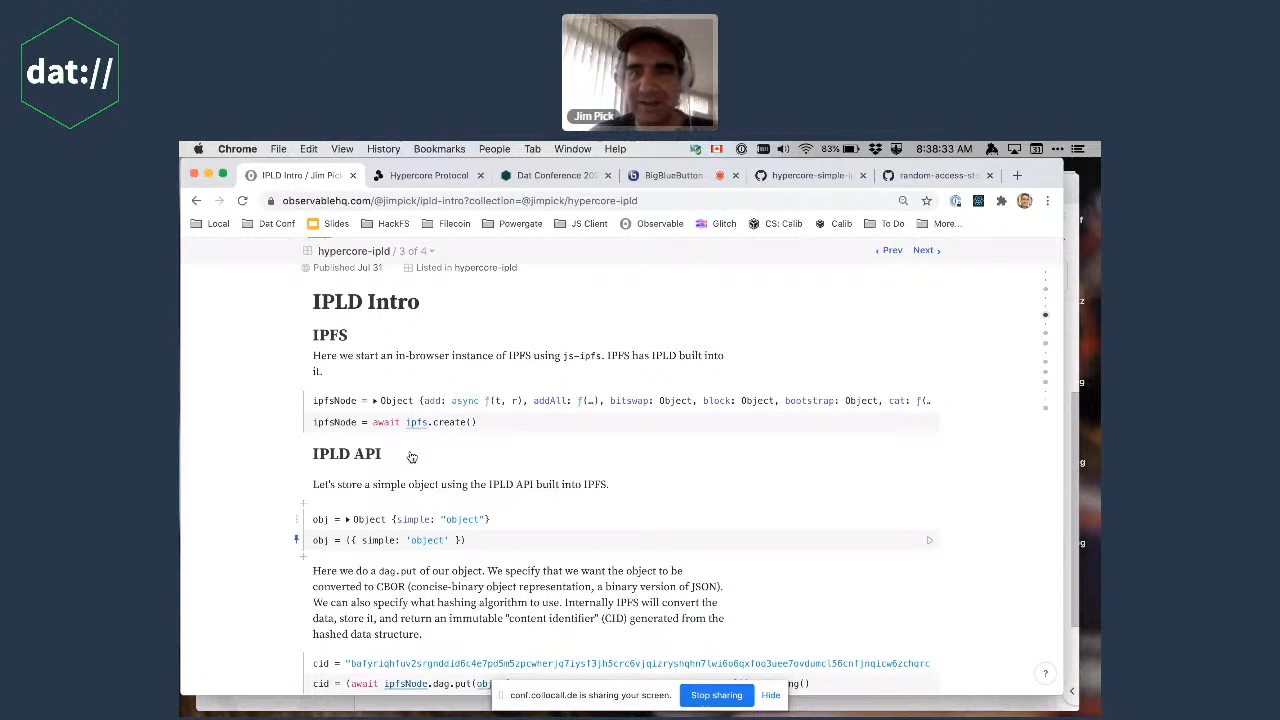 dat://
Jim Pick
Chrome File Edit View History Bookmarks People Tab Window Help 83% 8:38:33 AM
IPLD Intro / Jim Pick × Hypercore Protocol × Dat Conference 20 × BigBlueButton × hypercore-simple-i × random-access-st × +
observablehq.com/@jimpick/ipld-intro?collection=@jimpick/hypercore-ipld
Local Dat Conf Slides HackFS Filecoin Powergate JS Client Observable Glitch CS: Calib Calib To Do More...
hypercore-ipld / 3 of 4
‹ Prev Next ›
Published Jul 31 Listed in hypercore-ipld
IPLD Intro
IPFS
Here we start an in-browser instance of IPFS using js-ipfs. IPFS has IPLD built into
it.
ipfsNode = ▸ Object {add: async ƒ(t, r), addAll: ƒ(…), bitswap: Object, block: Object, bootstrap: Object, cat: ƒ(…
ipfsNode = await ipfs.create()
IPLD API
Let's store a simple object using the IPLD API built into IPFS.
obj = ▸ Object {simple: "object"}
obj = ({ simple: 'object' })
Here we do a dag.put of our object. We specify that we want the object to be
converted to CBOR (concise-binary object representation, a binary version of JSON).
We can also specify what hashing algorithm to use. Internally IPFS will convert the
data, store it, and return an immutable "content identifier" (CID) generated from the
hashed data structure.
cid =
cid = (await ipfsNode.dag.put(obj
conf.collocall.de is sharing your screen. Stop sharing Hide
?